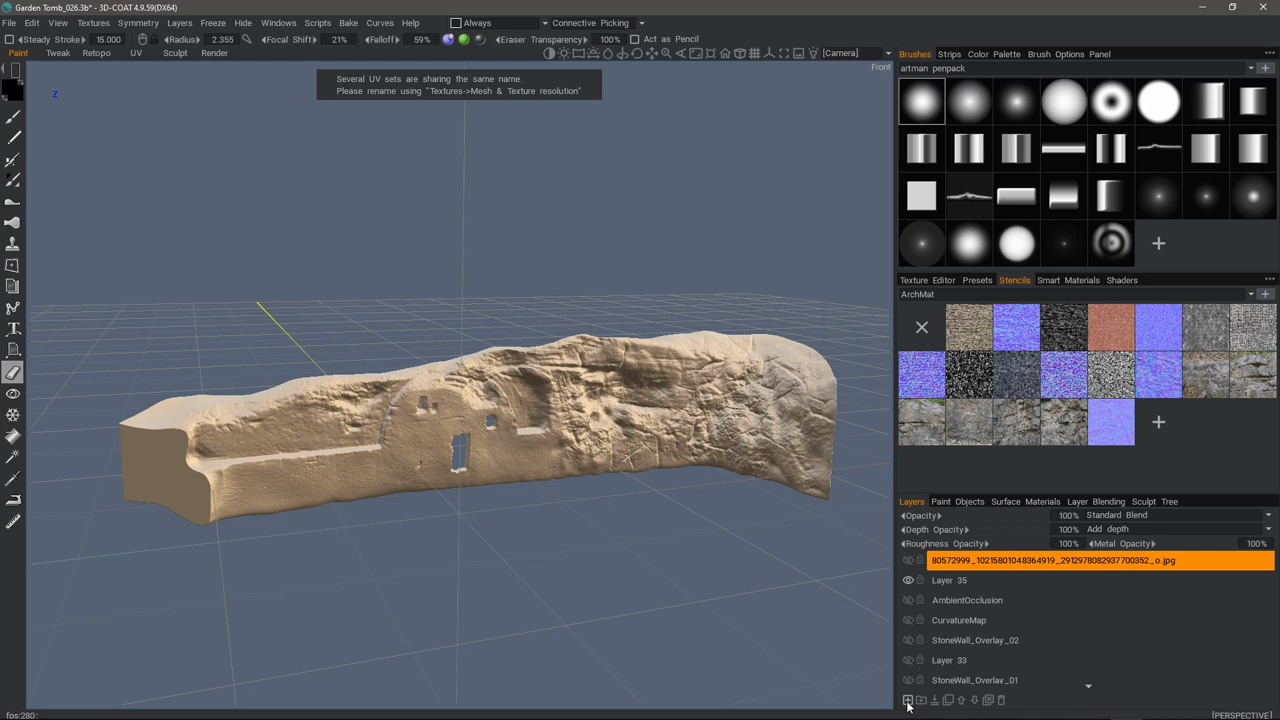 Garden Tomb_026.3b* - 3D-COAT 4.9.59(DX64)
File Edit View Textures Symmetry Layers Freeze Hide Windows Scripts Bake Curves Help Always Connective Picking
Steady Stroke 15.000 Radius 2.355 Focal Shift 21% Falloff 59% Eraser Transparency 100% Act as Pencil
Paint Tweak Retopo UV Sculpt Render [Camera]
Front
Several UV sets are sharing the same name.
Please rename using "Textures->Mesh & Texture resolution"
Z
Brushes Strips Color Palette Brush Options Panel
artman penpack
Texture Editor Presets Stencils Smart Materials Shaders
ArchMat
Layers Paint Objects Surface Materials Layer Blending Sculpt Tree
Opacity 100% Standard Blend
Depth Opacity 100% Add depth
Roughness Opacity 100% Metal Opacity 100%
80572999_10215801048364919_2912978082937700352_o.jpg
Layer 35
AmbientOcclusion
CurvatureMap
StoneWall_Overlay_02
Layer 33
StoneWall_Overlay_01
fps:280
[PERSPECTIVE]